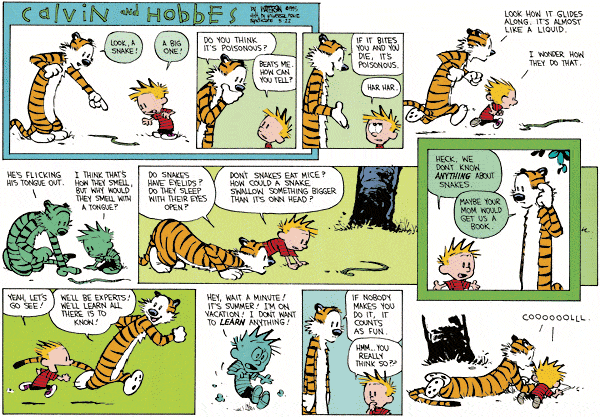 Calvin and Hobbes
by WATTERSON
LOOK, A
SNAKE!
A BIG
ONE!
DO YOU THINK
IT'S POISONOUS?
BEATS ME.
HOW CAN
YOU TELL?
IF IT BITES
YOU AND YOU
DIE, IT'S
POISONOUS.
HAR HAR.
LOOK HOW IT GLIDES
ALONG. IT'S ALMOST
LIKE A LIQUID.
I WONDER HOW
THEY DO THAT.
HE'S FLICKING
HIS TONGUE OUT.
I THINK THAT'S
HOW THEY SMELL,
BUT WHY WOULD
THEY SMELL WITH
A TONGUE?
DO SNAKES
HAVE EYELIDS?
DO THEY SLEEP
WITH THEIR EYES
OPEN?
DON'T SNAKES EAT MICE?
HOW COULD A SNAKE
SWALLOW SOMETHING BIGGER
THAN ITS OWN HEAD?
HECK, WE
DON'T KNOW
ANYTHING ABOUT
SNAKES.
MAYBE YOUR
MOM WOULD
GET US A
BOOK.
YEAH, LET'S
GO SEE!
WE'LL BE EXPERTS!
WE'LL LEARN ALL
THERE IS TO
KNOW!
HEY, WAIT A MINUTE!
IT'S SUMMER! I'M ON
VACATION! I DON'T WANT
TO LEARN ANYTHING!
IF NOBODY
MAKES YOU
DO IT, IT
COUNTS
AS FUN.
HMM... YOU
REALLY
THINK SO??
COOOOOOLLL.